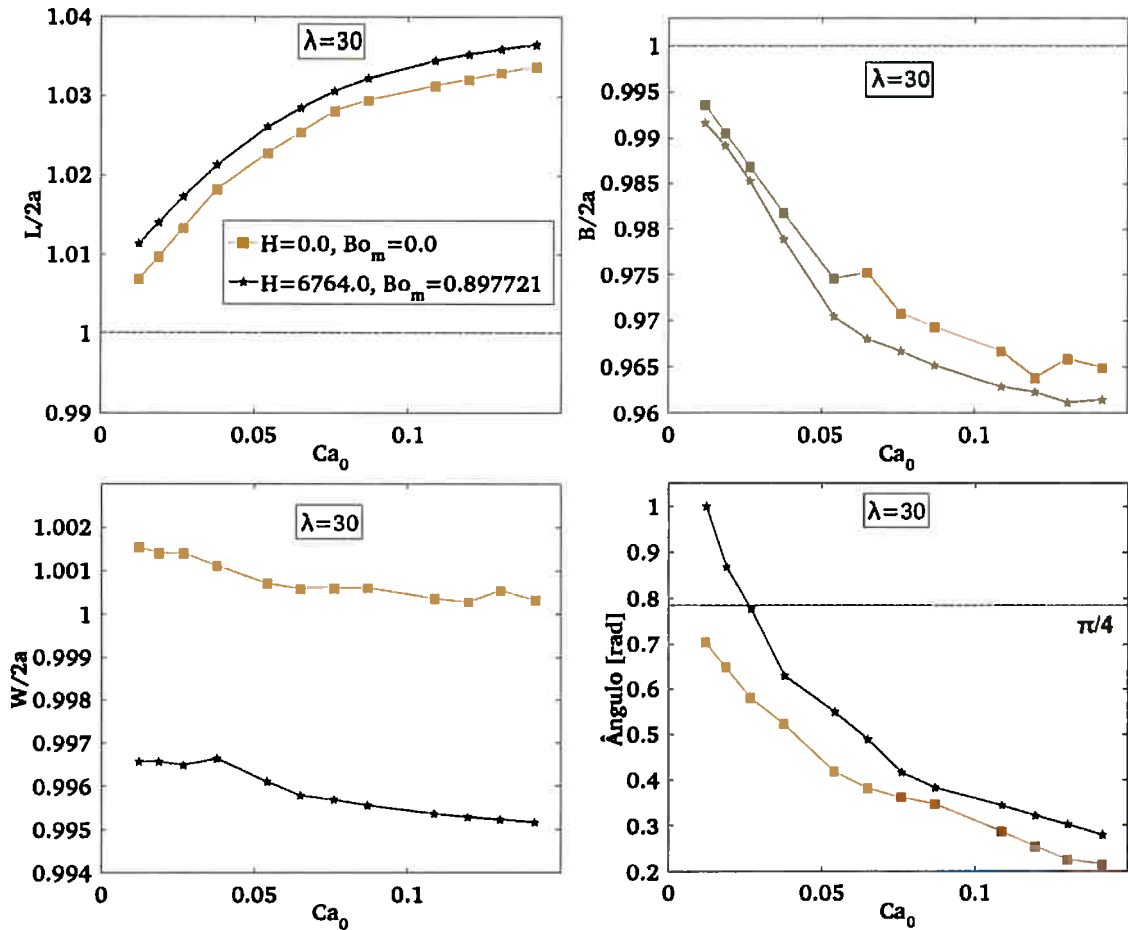 1.04
1.03
1.02
1.01
1
0.99
L/2a
λ=30
H=0.0, Bo_m=0.0
H=6764.0, Bo_m=0.897721
0 0.05 0.1
Ca_0
1
0.995
0.99
0.985
0.98
0.975
0.97
0.965
0.96
B/2a
λ=30
0 0.05 0.1
Ca_0
1.002
1.001
1
0.999
0.998
0.997
0.996
0.995
0.994
W/2a
λ=30
0 0.05 0.1
Ca_0
1
0.9
0.8
0.7
0.6
0.5
0.4
0.3
0.2
Ângulo [rad]
λ=30
π/4
0 0.05 0.1
Ca_0